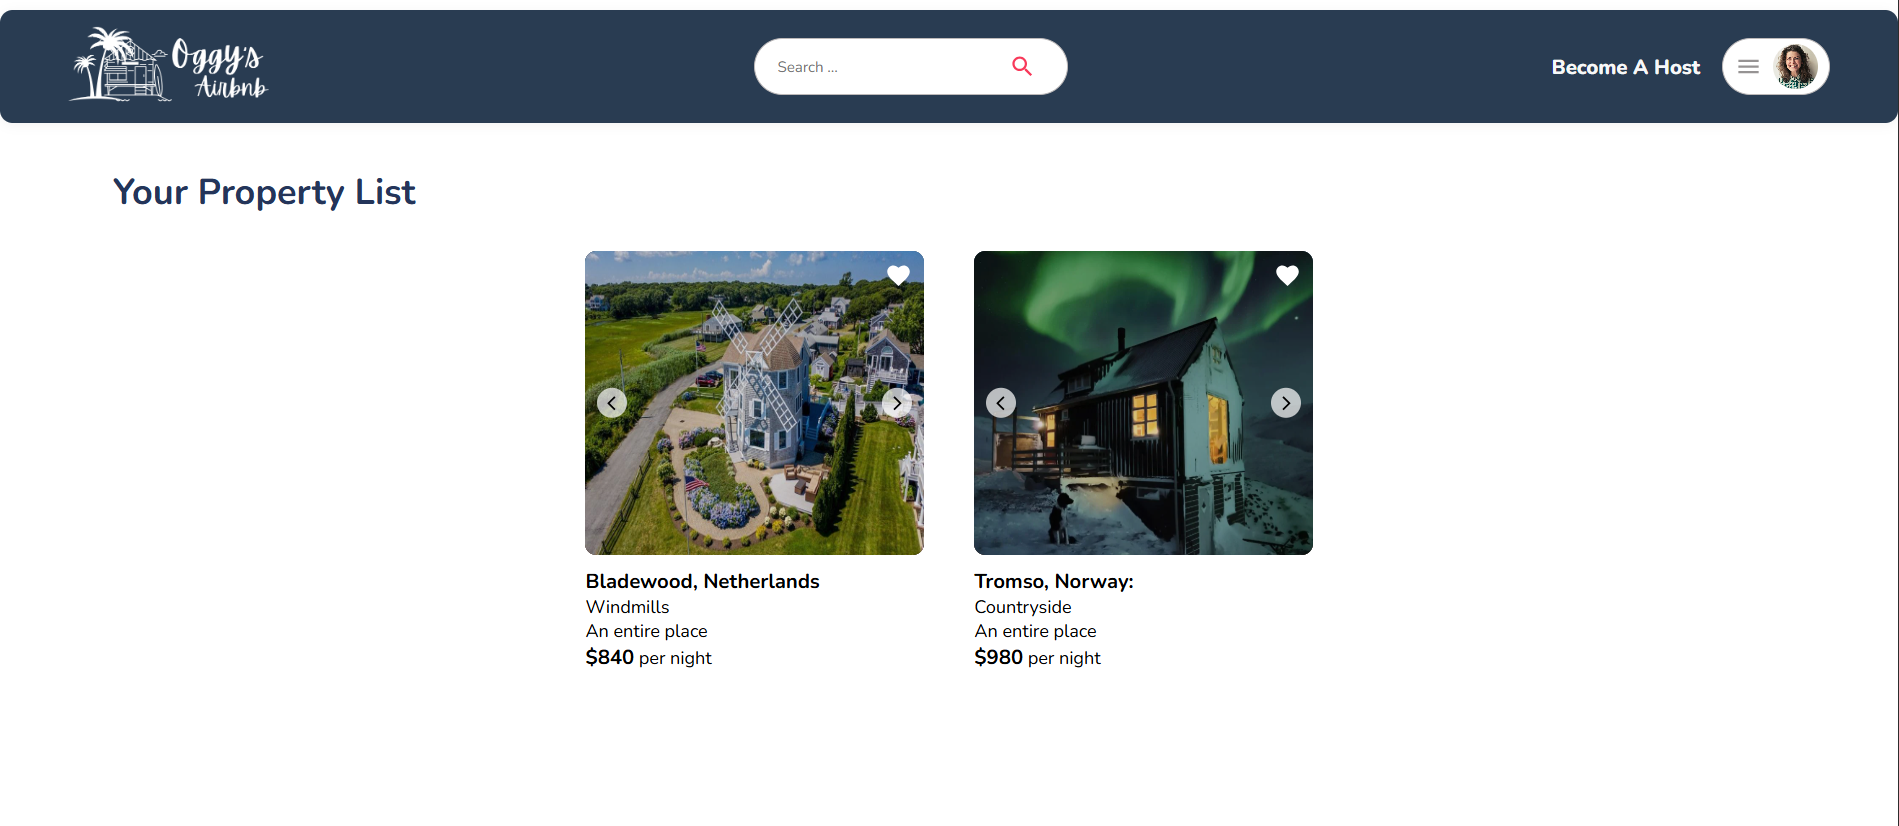 Oggy's
Airbnb
Search ...
Become A Host
Your Property List
Bladewood, Netherlands
Windmills
An entire place
$840 per night
Tromso, Norway:
Countryside
An entire place
$980 per night